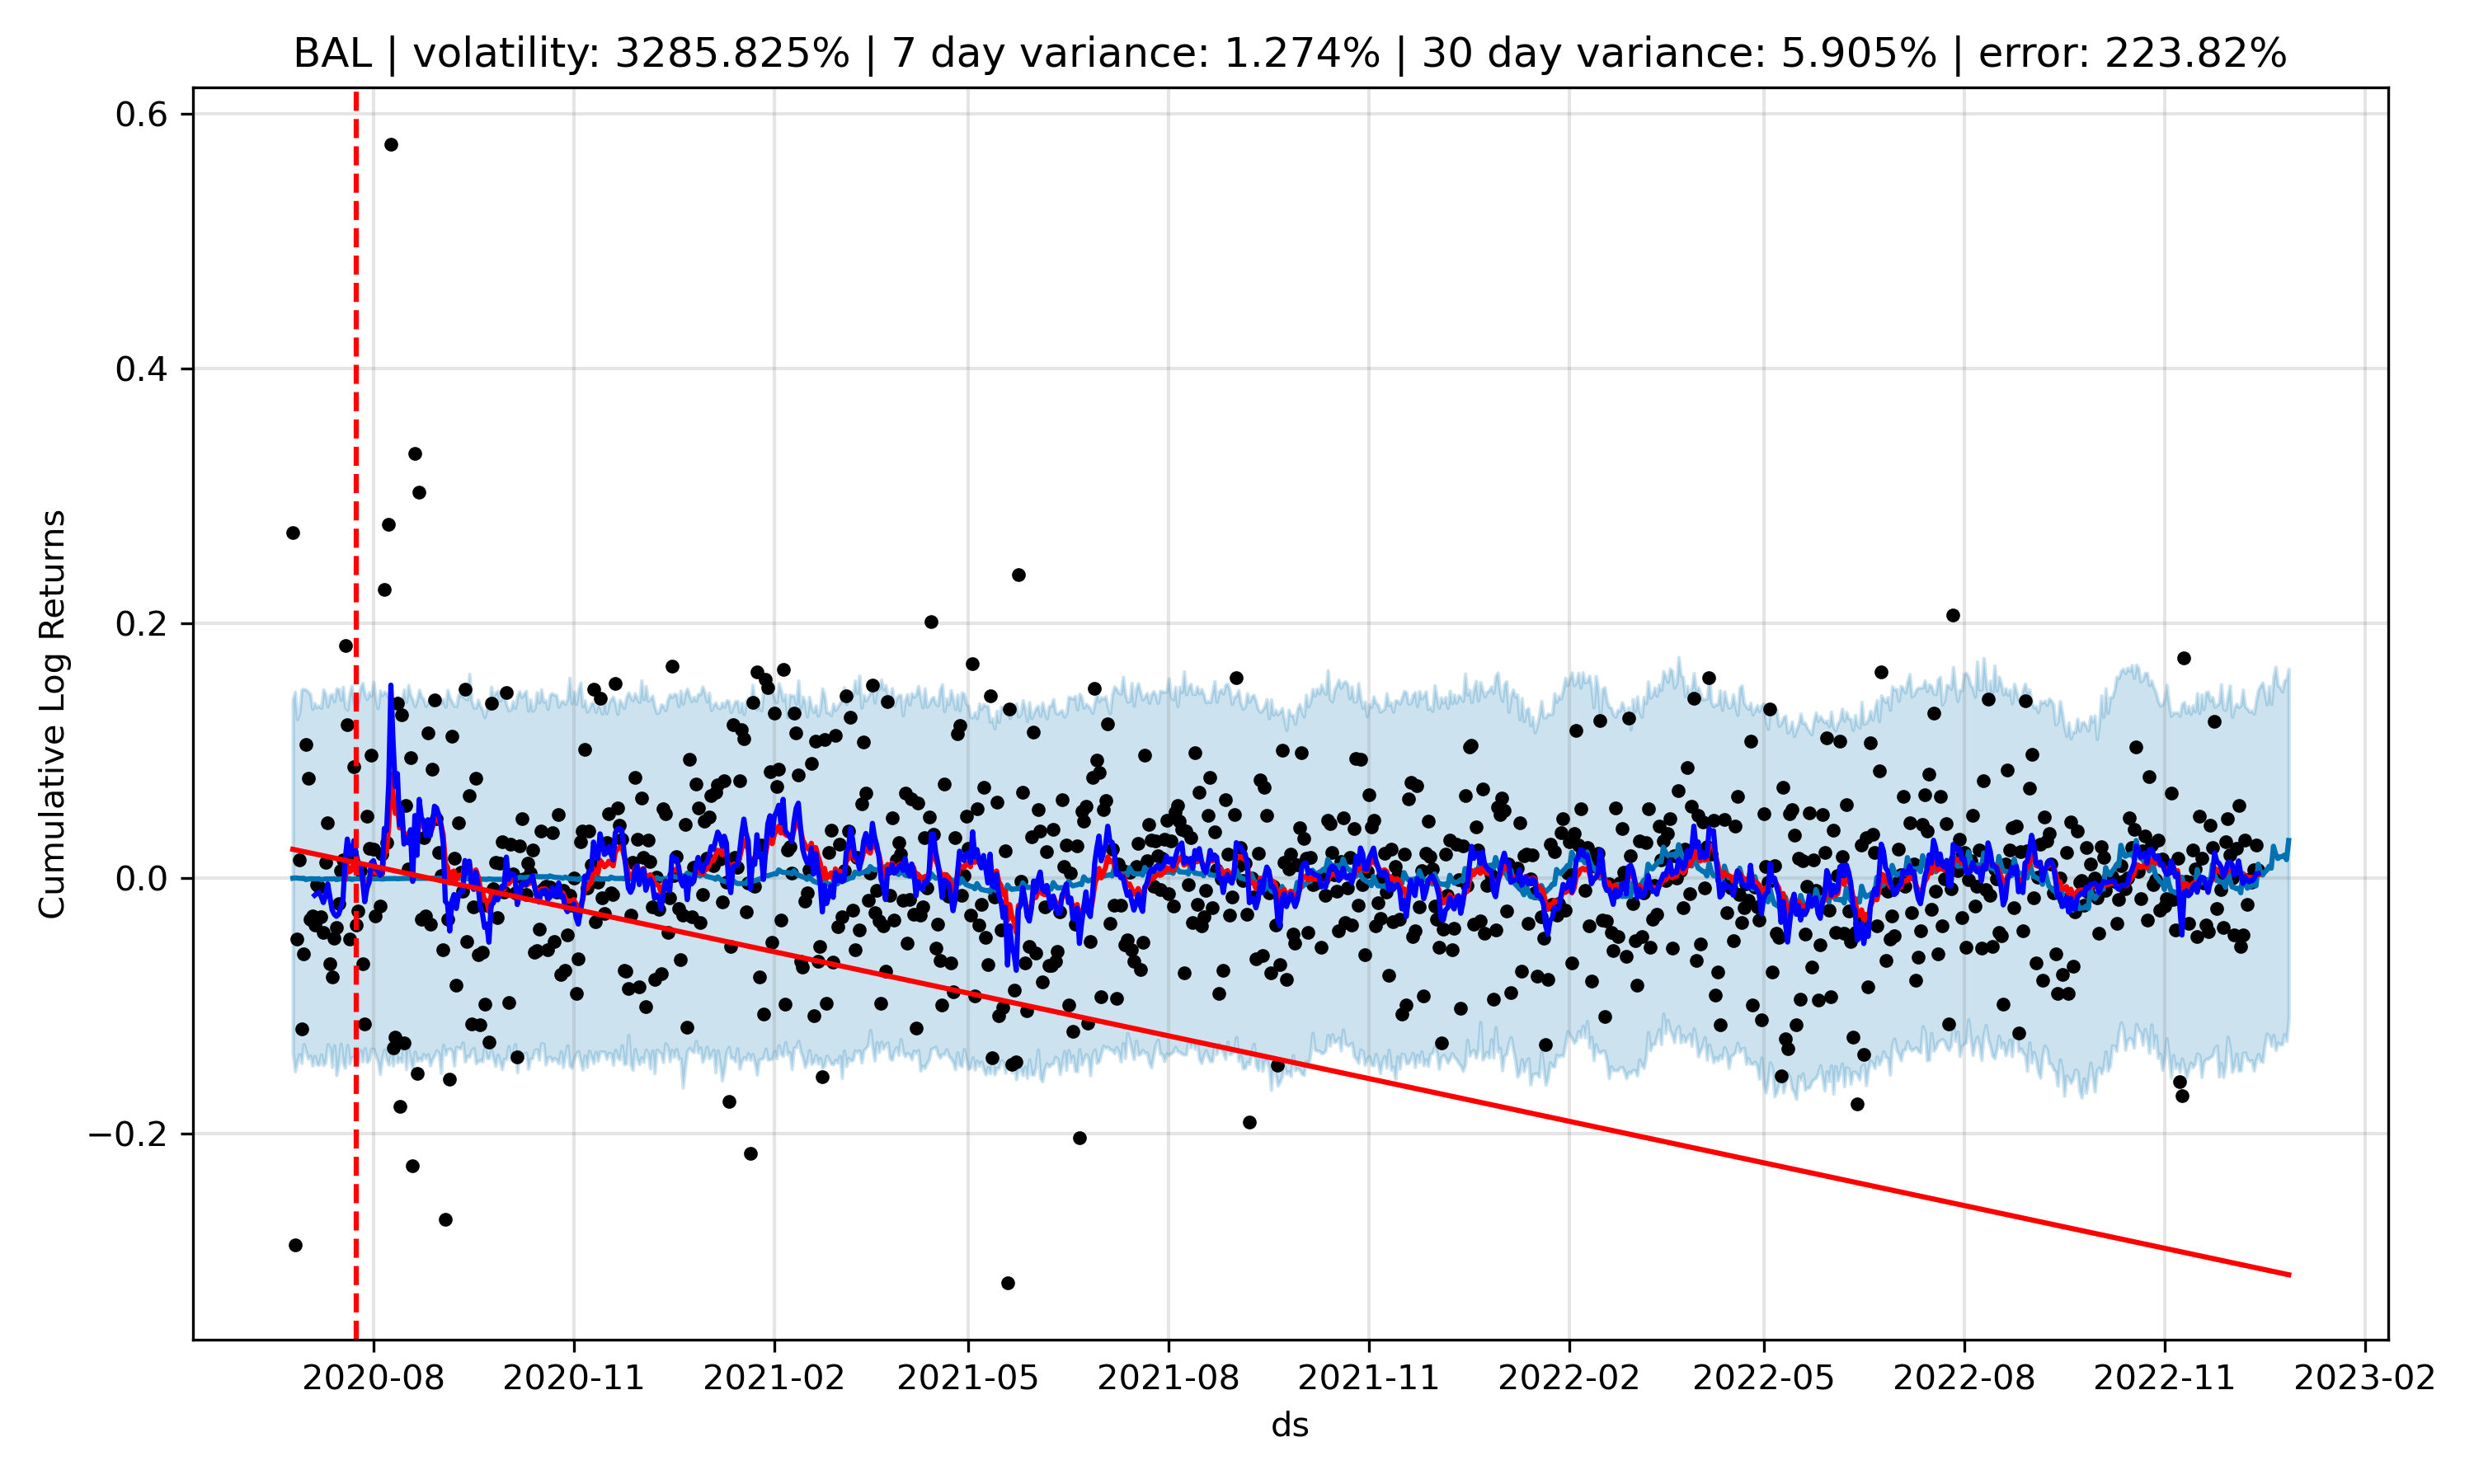 BAL | volatility: 3285.825% | 7 day variance: 1.274% | 30 day variance: 5.905% | error: 223.82%
Cumulative Log Returns
0.6
0.4
0.2
0.0
−0.2
2020-08 2020-11 2021-02 2021-05 2021-08 2021-11 2022-02 2022-05 2022-08 2022-11 2023-02
ds